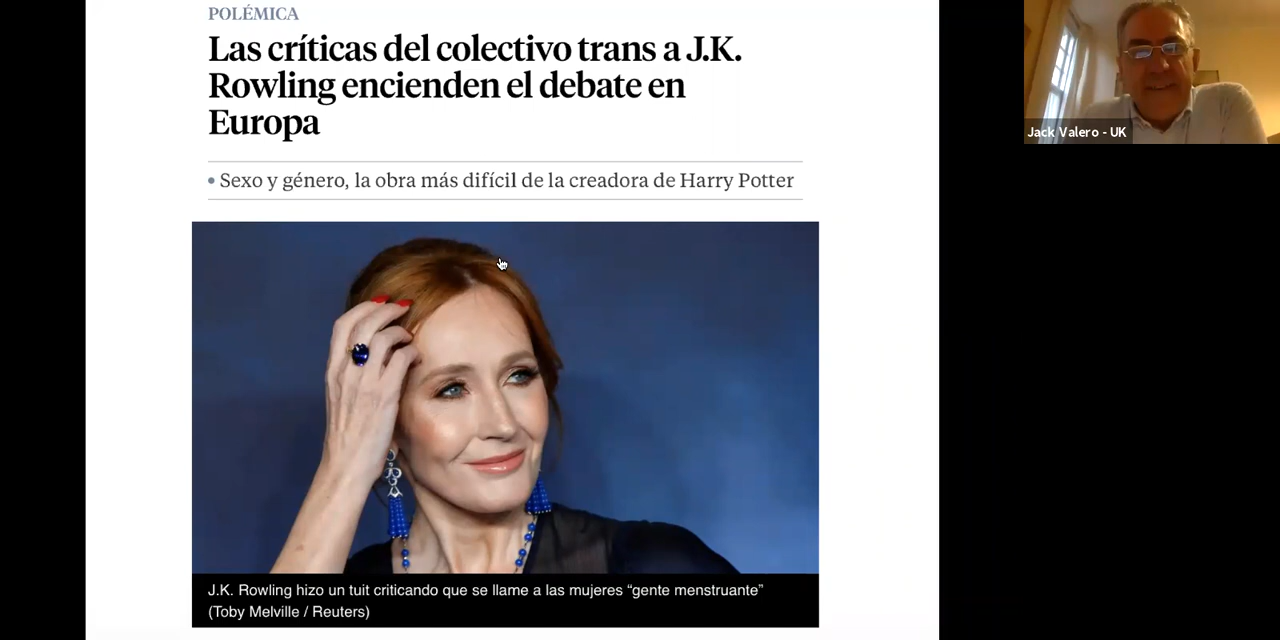 POLÉMICA
Las críticas del colectivo trans a J.K.
Rowling encienden el debate en
Europa
• Sexo y género, la obra más difícil de la creadora de Harry Potter
J.K. Rowling hizo un tuit criticando que se llame a las mujeres “gente menstruante”
(Toby Melville / Reuters)
Jack Valero - UK